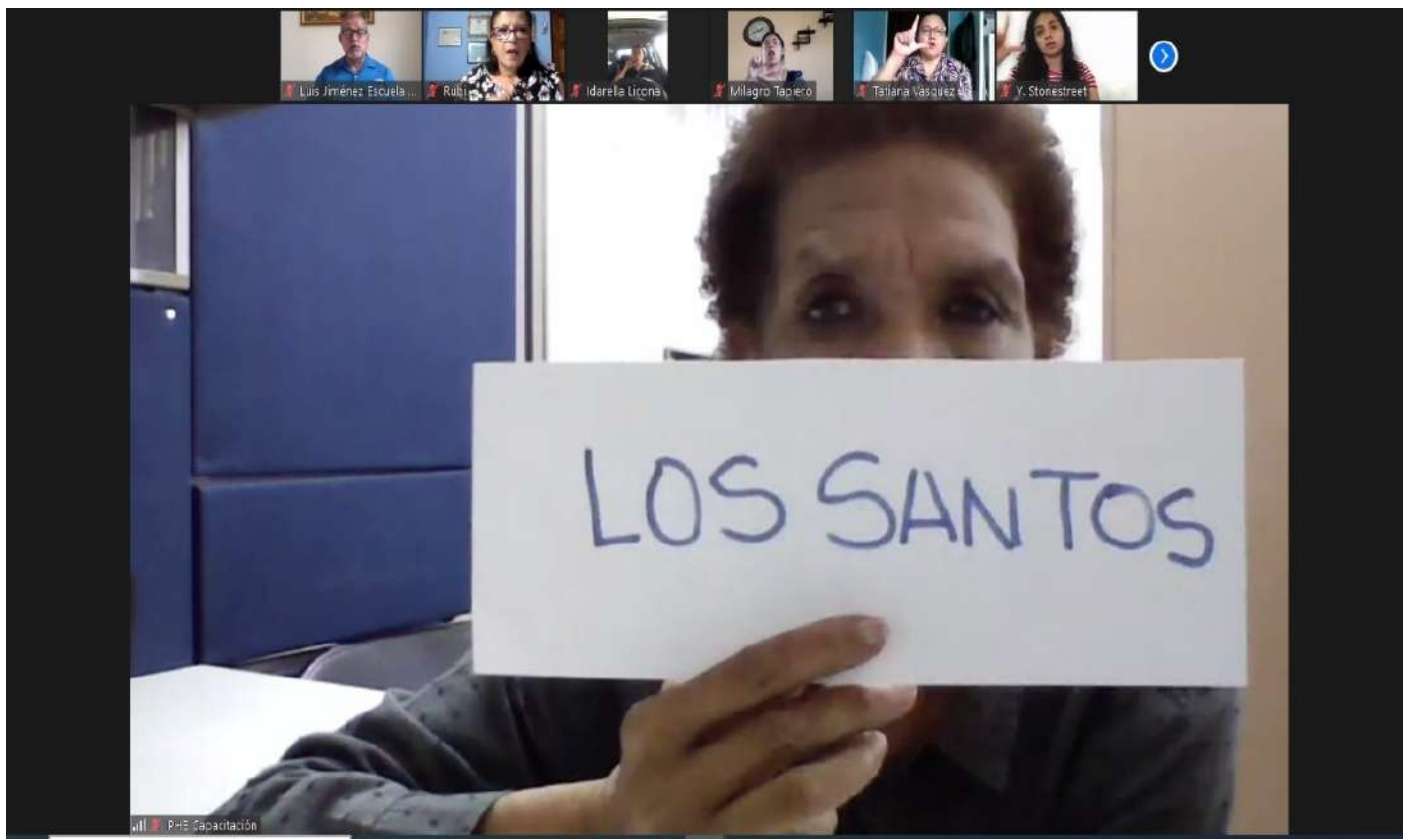 Luis Jiménez Escuela ...
Rubi
Idarella Licona
Milagro Tapiero
Tatiana Vásquez
Y. Stonestreet
LOS SANTOS
PHE Capacitación